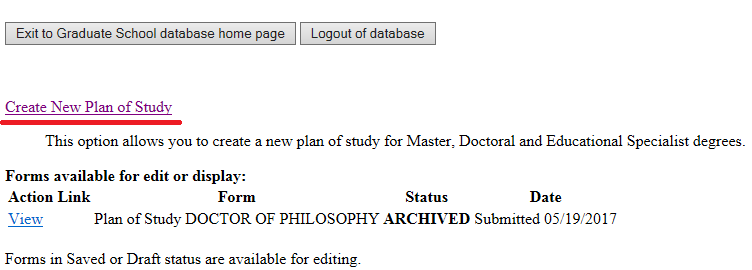 Exit to Graduate School database home page Logout of database
Create New Plan of Study
This option allows you to create a new plan of study for Master, Doctoral and Educational Specialist degrees.
Forms available for edit or display:
Action Link Form Status Date
View Plan of Study DOCTOR OF PHILOSOPHY ARCHIVED Submitted 05/19/2017
Forms in Saved or Draft status are available for editing.